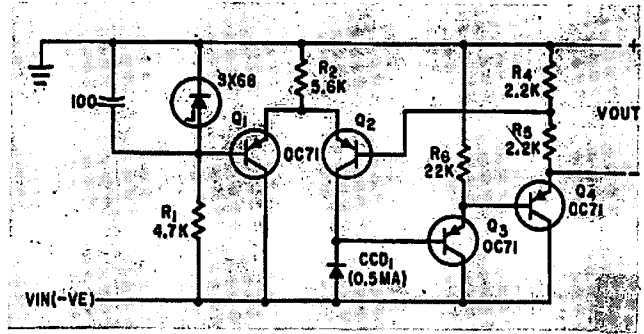 100
SX68
R2
5.6K
Q1
Q2
OC71
R1
4.7K
R6
22K
R4
2.2K
R5
2.2K
VOUT
Q3
OC71
Q4
OC71
CCD1
(0.5MA)
VIN(-VE)